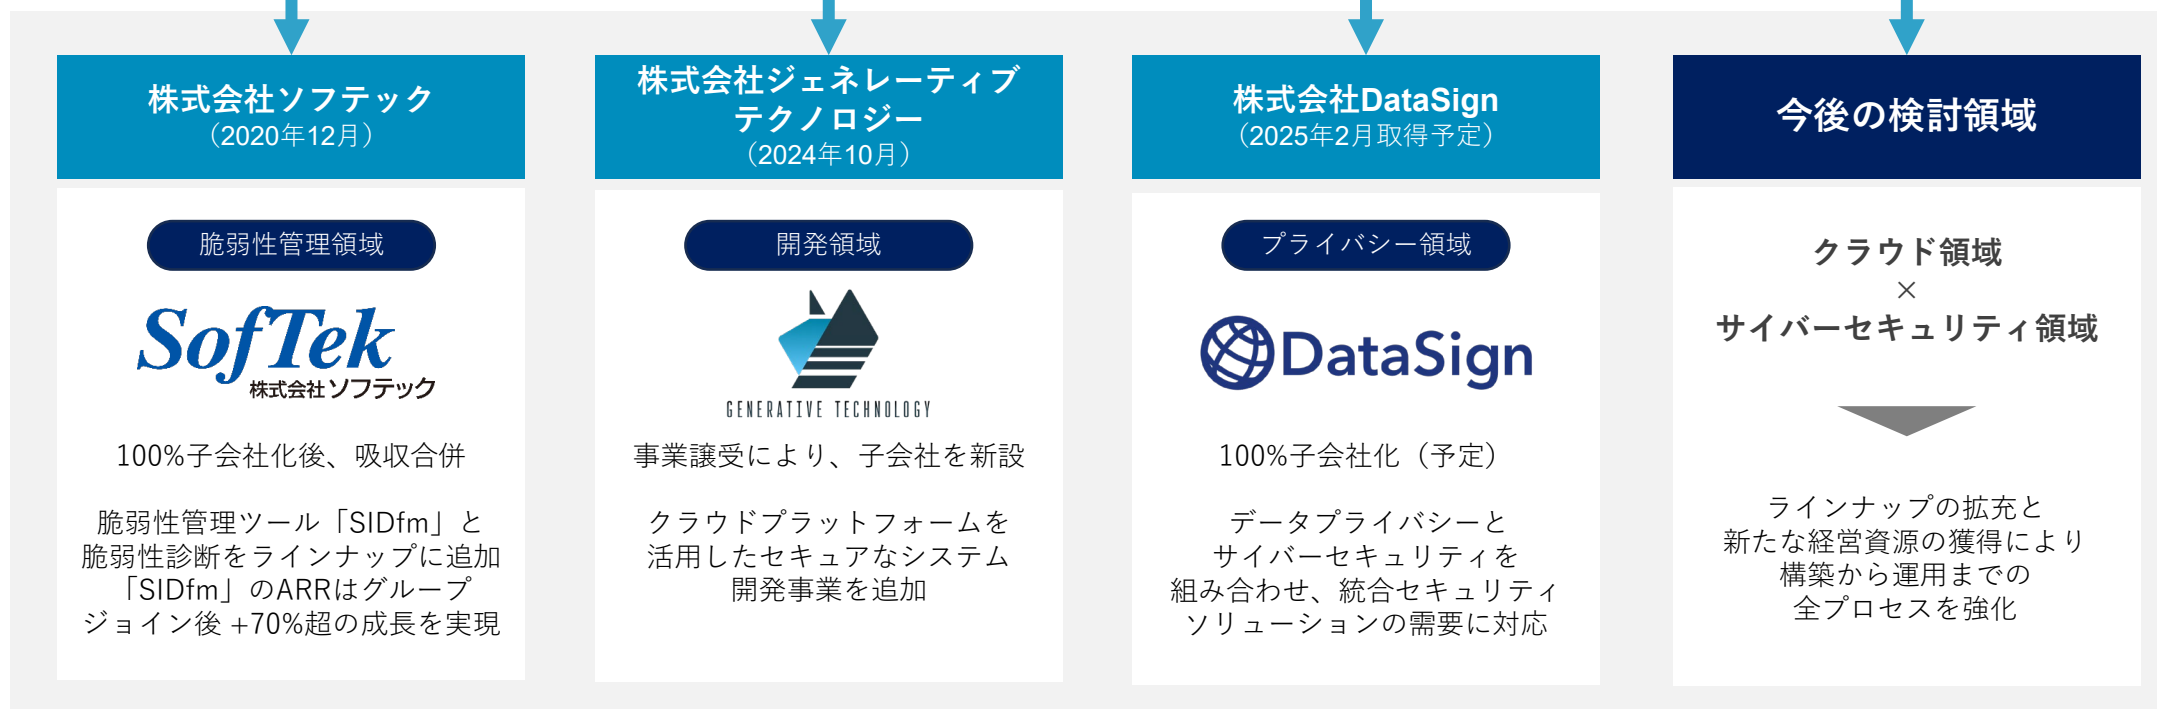 株式会社ソフテック
（2020年12月）
脆弱性管理領域
SofTek
株式会社ソフテック
100%子会社化後、吸収合併
脆弱性管理ツール「SIDfm」と
脆弱性診断をラインナップに追加
「SIDfm」のARRはグループ
ジョイン後 +70%超の成長を実現
株式会社ジェネレーティブ
テクノロジー
（2024年10月）
開発領域
GENERATIVE TECHNOLOGY
事業譲受により、子会社を新設
クラウドプラットフォームを
活用したセキュアなシステム
開発事業を追加
株式会社DataSign
（2025年2月取得予定）
プライバシー領域
DataSign
100%子会社化（予定）
データプライバシーと
サイバーセキュリティを
組み合わせ、統合セキュリティ
ソリューションの需要に対応
今後の検討領域
クラウド領域
×
サイバーセキュリティ領域
ラインナップの拡充と
新たな経営資源の獲得により
構築から運用までの
全プロセスを強化